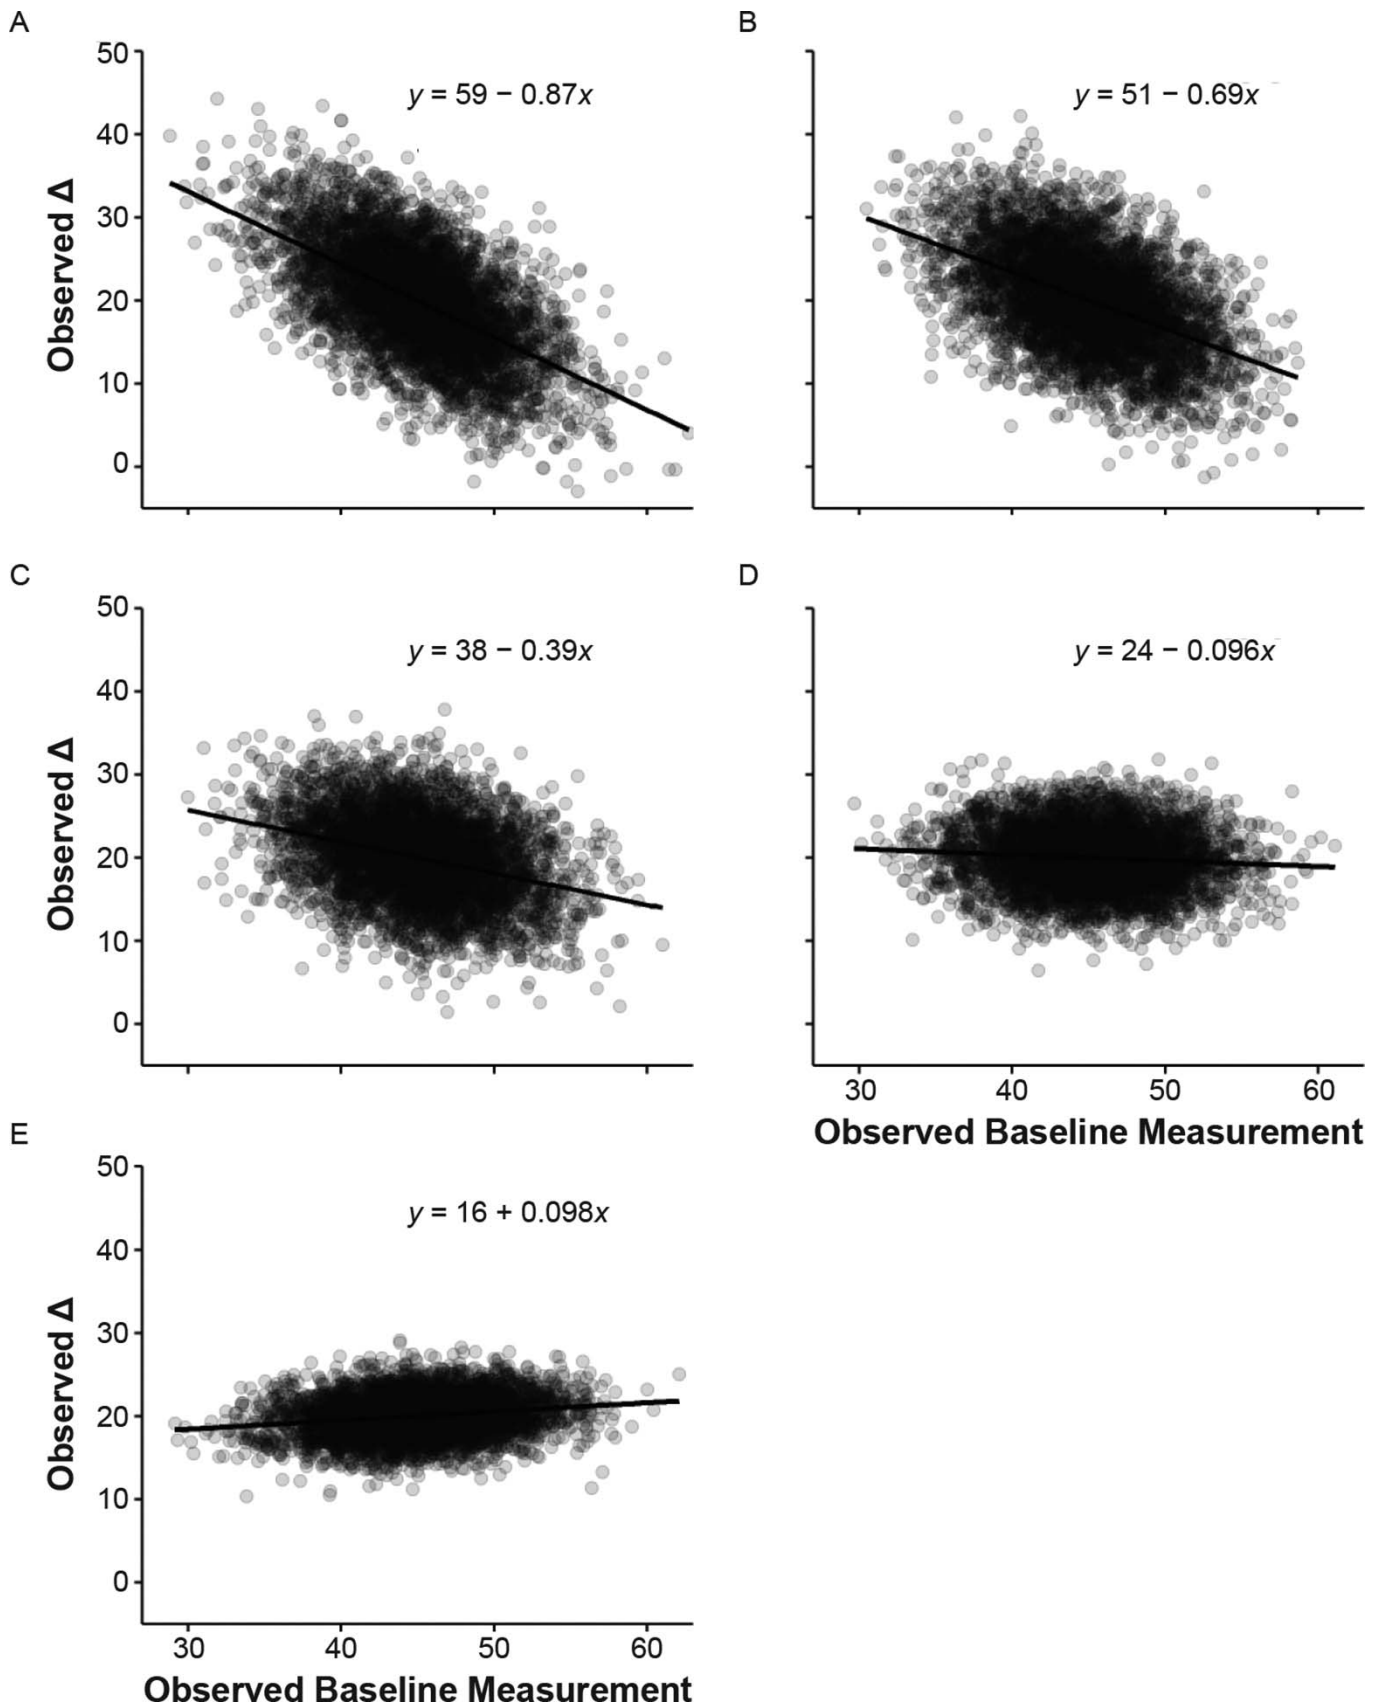 A
B
50
40
30
20
10
0
Observed Δ
y = 59 − 0.87x
y = 51 − 0.69x
C
D
50
40
30
20
10
0
Observed Δ
y = 38 − 0.39x
y = 24 − 0.096x
30 40 50 60
Observed Baseline Measurement
E
50
40
30
20
10
0
Observed Δ
y = 16 + 0.098x
30 40 50 60
Observed Baseline Measurement